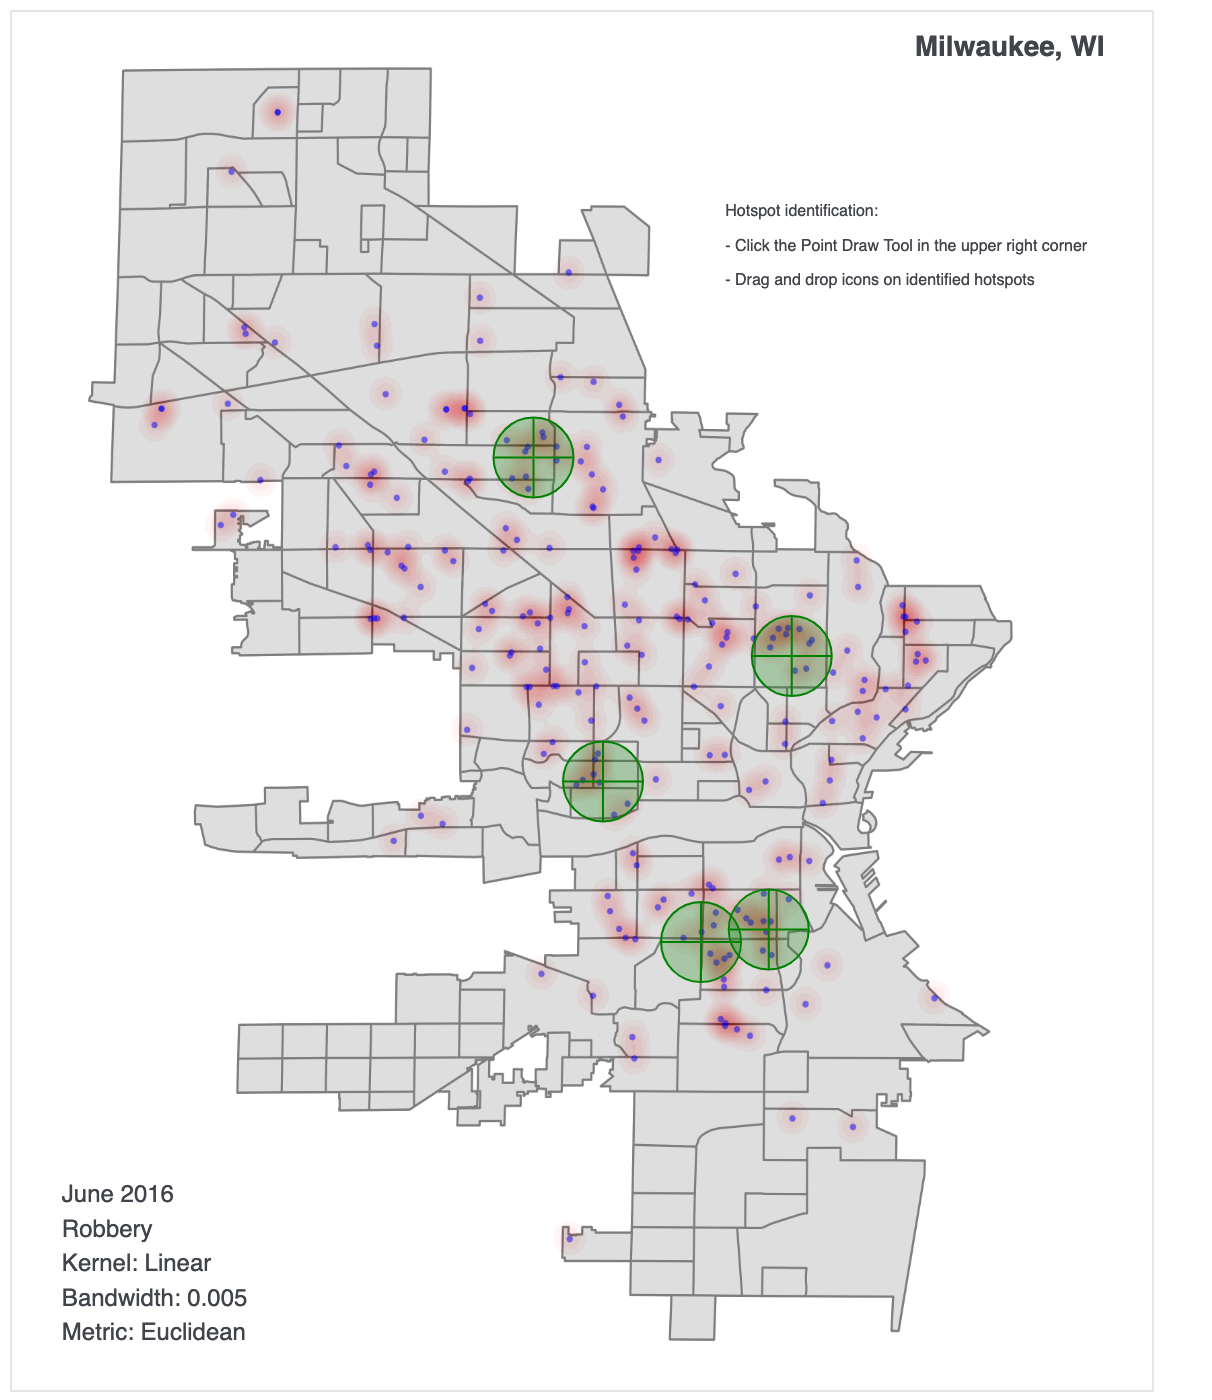 Milwaukee, WI
Hotspot identification:
- Click the Point Draw Tool in the upper right corner
- Drag and drop icons on identified hotspots
June 2016
Robbery
Kernel: Linear
Bandwidth: 0.005
Metric: Euclidean